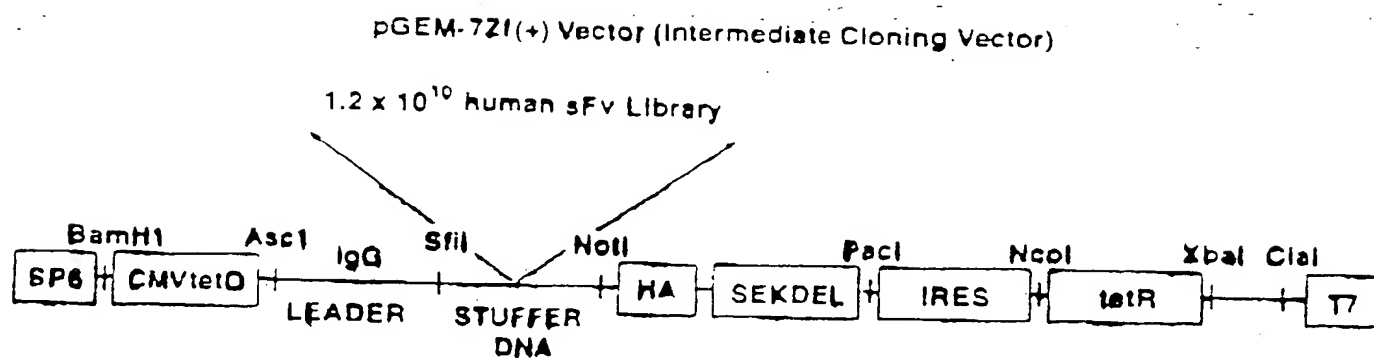 pGEM-7Zf(+) Vector (Intermediate Cloning Vector)
1.2 x 10^10 human sFv Library
BamH1 Asc1 IgG SfiI NotI PacI NcoI XbaI ClaI
SP6 CMVtetO HA SEKDEL IRES tetR T7
LEADER STUFFER
DNA